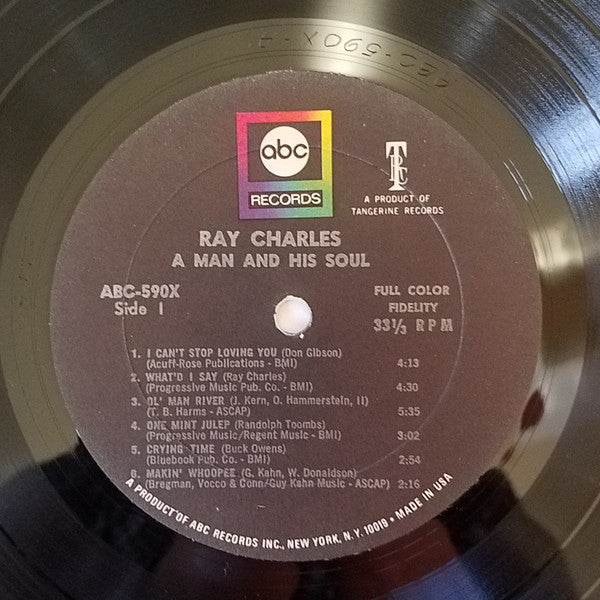 abc
RECORDS
TRC
A PRODUCT OF
TANGERINE RECORDS
RAY CHARLES
A MAN AND HIS SOUL
ABC-590X
Side 1
FULL COLOR
FIDELITY
33⅓ RPM
1. I CAN'T STOP LOVING YOU (Don Gibson)
(Acuff-Rose Publications - BMI) 4:13
2. WHAT'D I SAY (Ray Charles)
(Progressive Music Pub. Co. - BMI) 4:30
3. OL' MAN RIVER (J. Kern, O. Hammerstein, II)
(T. B. Harms - ASCAP) 5:35
4. ONE MINT JULEP (Randolph Toombs)
(Progressive Music/Regent Music - BMI) 3:02
5. CRYING TIME (Buck Owens)
(Bluebook Pub. Co. - BMI) 2:54
6. MAKIN' WHOOPEE (G. Kahn, W. Donaldson)
(Bregman, Vocco & Conn/Guy Kahn Music - ASCAP) 2:16
A PRODUCT OF ABC RECORDS INC., NEW YORK, N.Y. 10019 • MADE IN USA